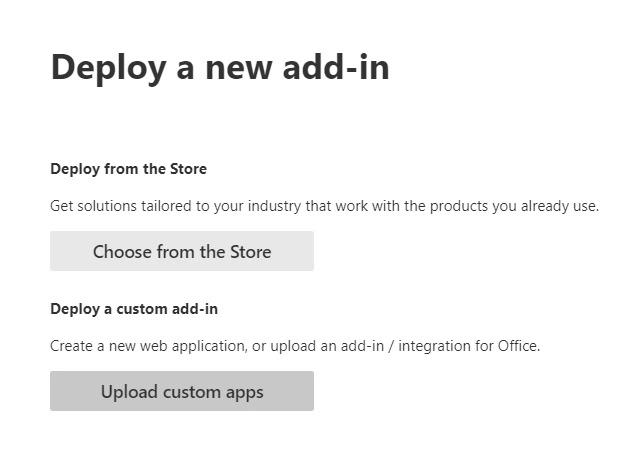 Deploy a new add-in
Deploy from the Store
Get solutions tailored to your industry that work with the products you already use.
Choose from the Store
Deploy a custom add-in
Create a new web application, or upload an add-in / integration for Office.
Upload custom apps